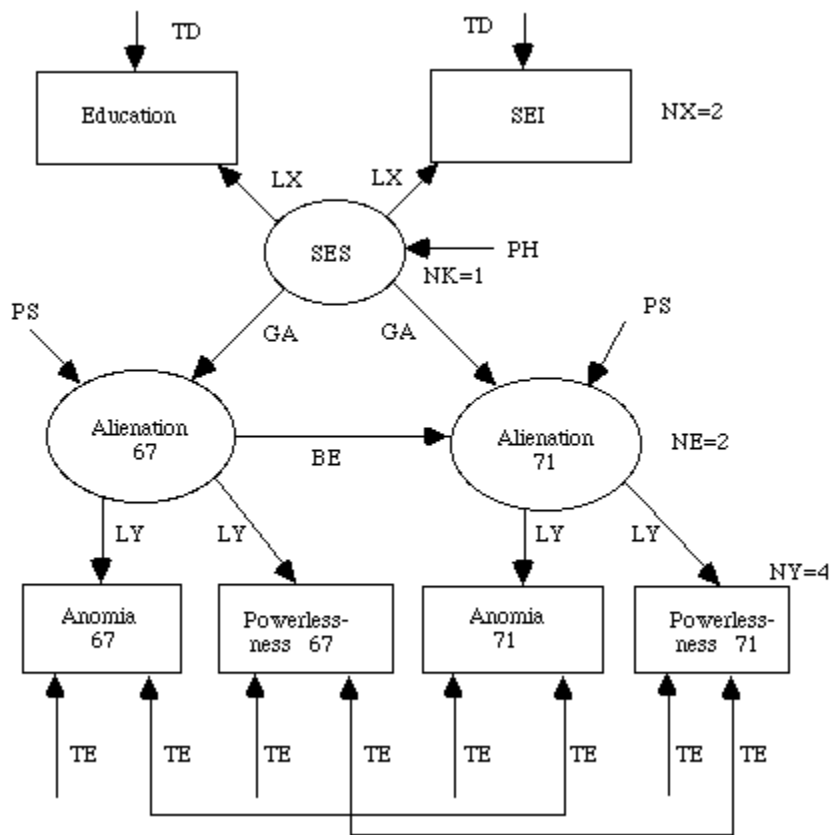 TD
TD
Education
SEI
NX=2
LX
LX
SES
PH
NK=1
PS
GA
GA
PS
Alienation
67
BE
Alienation
71
NE=2
LY
LY
LY
LY
NY=4
Anomia
67
Powerless-
ness 67
Anomia
71
Powerless-
ness 71
TE
TE
TE
TE
TE
TE
TE
TE